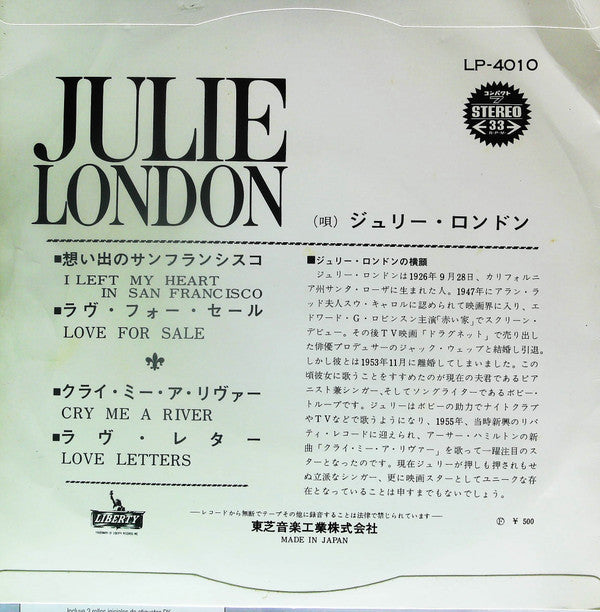 LP-4010
コンパクト
7
STEREO
33
R.P.M.
JULIE
LONDON
(唄) ジュリー・ロンドン
■想い出のサンフランシスコ
I LEFT MY HEART
IN SAN FRANCISCO
■ラヴ・フォー・セール
LOVE FOR SALE
■クライ・ミー・ア・リヴァー
CRY ME A RIVER
■ラヴ・レター
LOVE LETTERS
■ジュリー・ロンドンの横顔
ジュリー・ロンドンは1926年9月28日、カリフォルニ
ア州サンタ・ローザに生まれた人。1947年にアラン・ラ
ッド夫人スウ・キャロルに認められて映画界に入り、エ
ドワード・G・ロビンスン主演「赤い家」でスクリーン・
デビュー。その後TV映画「ドラグネット」で売り出し
た俳優プロデュサーのジャック・ウェッブと結婚し引退。
しかし彼とは1953年11月に離婚してしまいました。この
頃彼女に歌うことをすすめたのが現在の夫君であるピア
ニスト兼シンガー、そしてソングライターであるボビー・
トループです。ジュリーはボビーの助力でナイトクラブ
やTVなどで歌うようになり、1955年、当時新興のリバ
ティ・レコードに迎えられ、アーサー・ハミルトンの新
曲「クライ・ミー・ア・リヴァー」を歌って一躍注目のス
ターとなったのです。現在ジュリーが押しも押されもせ
ぬ立派なシンガー、更に映画スターとしてユニークな存
在となっていることは申すまでもないでしょう。
LIBERTY
TRADEMARK OF LIBERTY RECORDS, INC.
—レコードから無断でテープその他に録音することは法律で禁じられています—
東芝音楽工業株式会社
MADE IN JAPAN
Ⓟ ¥500